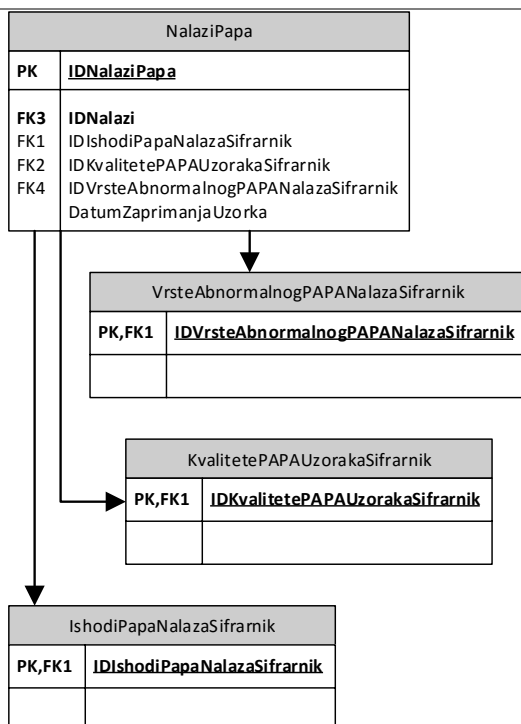 NalaziPapa
PK IDNalaziPapa
FK3 IDNalazi
FK1 IDIshodiPapaNalazaSifrarnik
FK2 IDKvalitetePAPAUzorakaSifrarnik
FK4 IDVrsteAbnormalnogPAPANalazaSifrarnik
DatumZaprimanjaUzorka
VrsteAbnormalnogPAPANalazaSifrarnik
PK,FK1 IDVrsteAbnormalnogPAPANalazaSifrarnik
KvalitetePAPAUzorakaSifrarnik
PK,FK1 IDKvalitetePAPAUzorakaSifrarnik
IshodiPapaNalazaSifrarnik
PK,FK1 IDIshodiPapaNalazaSifrarnik